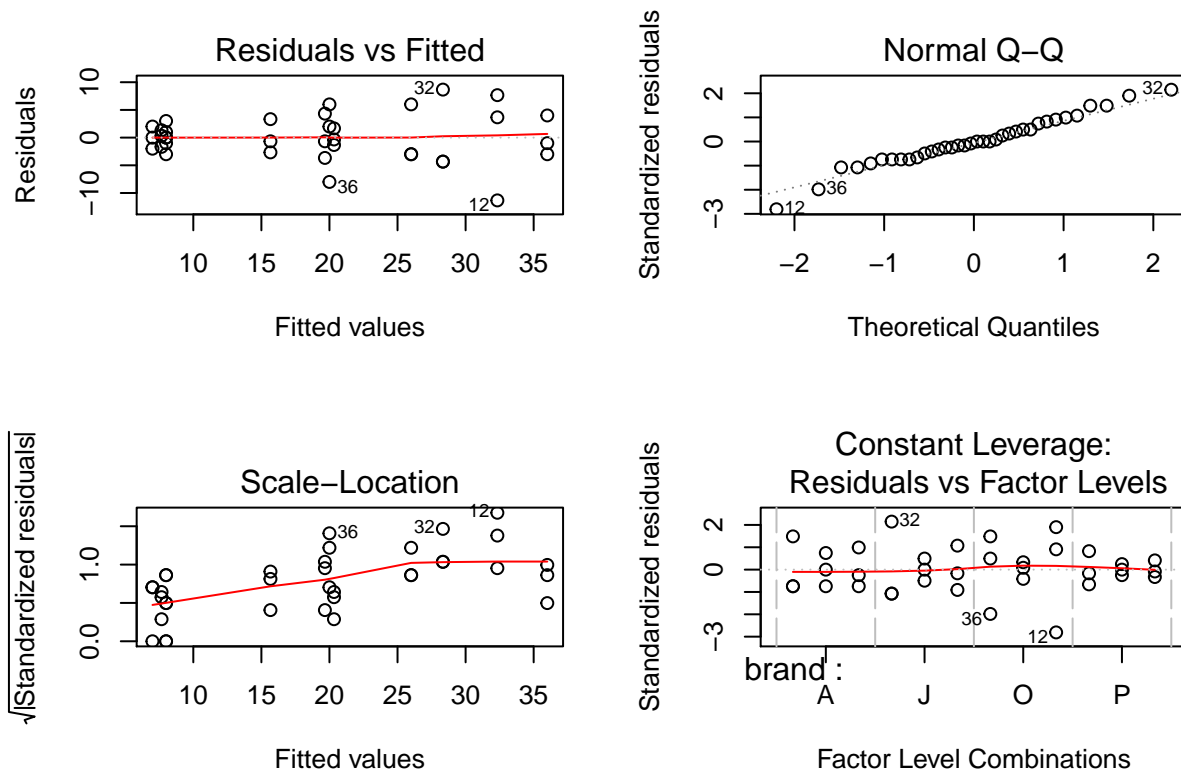 Residuals vs Fitted
Residuals
10
0
−10
32
36
12
10 15 20 25 30 35
Fitted values
Normal Q−Q
Standardized residuals
2
0
−3
32
36
12
−2 −1 0 1 2
Theoretical Quantiles
Scale−Location
√|Standardized residuals|
1.0
0.0
12
32
36
10 15 20 25 30 35
Fitted values
Constant Leverage:
Residuals vs Factor Levels
Standardized residuals
2
0
−3
32
36
12
brand :
A J O P
Factor Level Combinations